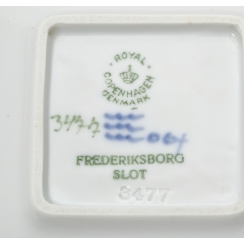 ROYAL
COPENHAGEN
DENMARK
3477
FREDERIKSBORG
SLOT
3477